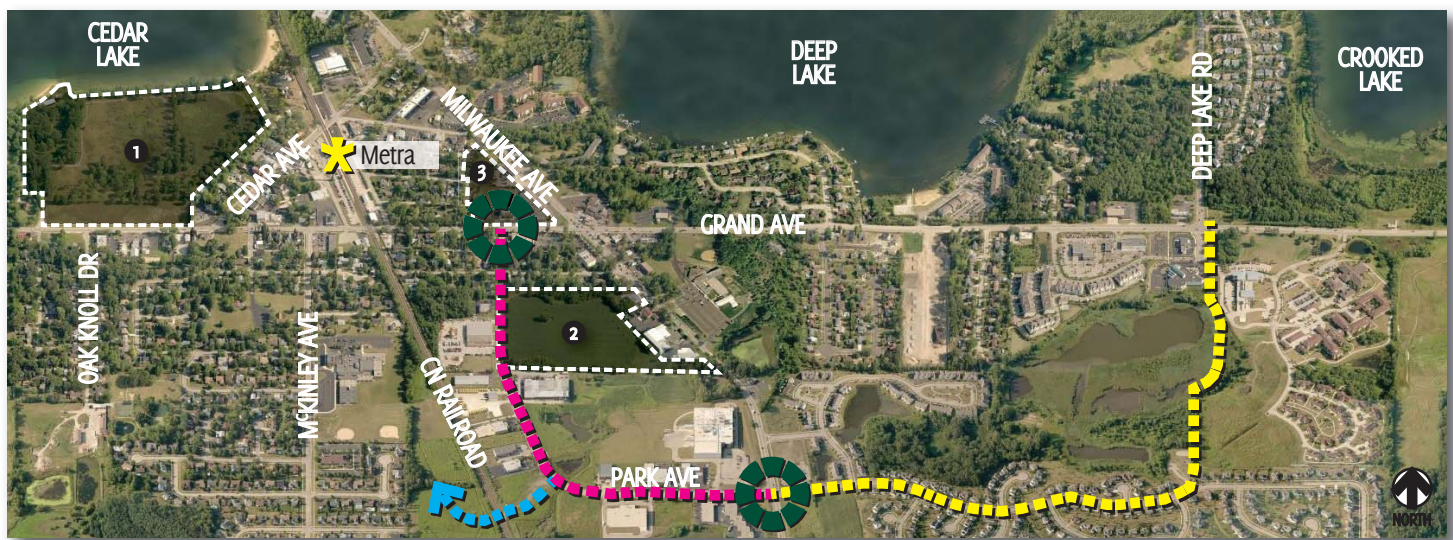 CEDAR
LAKE
DEEP
LAKE
CROOKED
LAKE
DEEP LAKE RD
MILWAUKEE AVE
1
CEDAR AVE
Metra
3
GRAND AVE
OAK KNOLL DR
MCKINLEY AVE
2
CN RAILROAD
PARK AVE
NORTH